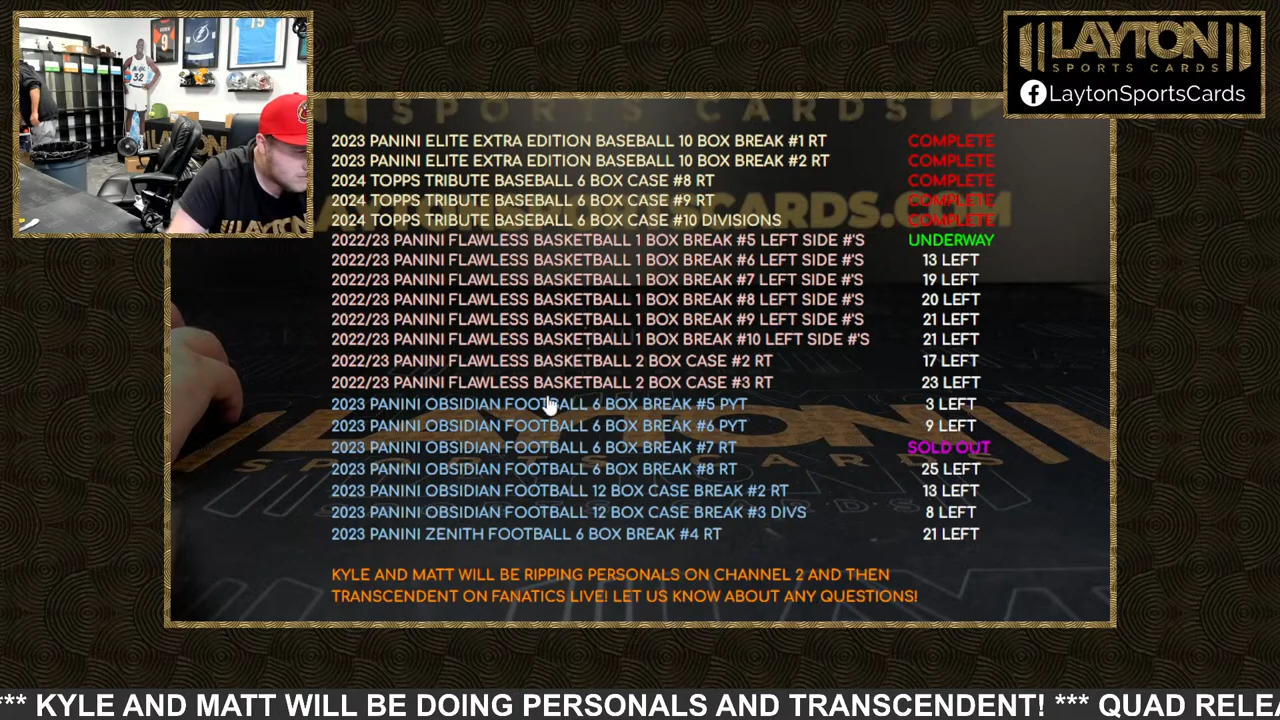 LAYTON
SPORTS CARDS
LaytonSportsCards
2023 PANINI ELITE EXTRA EDITION BASEBALL 10 BOX BREAK #1 RT COMPLETE
2023 PANINI ELITE EXTRA EDITION BASEBALL 10 BOX BREAK #2 RT COMPLETE
2024 TOPPS TRIBUTE BASEBALL 6 BOX CASE #8 RT COMPLETE
2024 TOPPS TRIBUTE BASEBALL 6 BOX CASE #9 RT COMPLETE
2024 TOPPS TRIBUTE BASEBALL 6 BOX CASE #10 DIVISIONS COMPLETE
2022/23 PANINI FLAWLESS BASKETBALL 1 BOX BREAK #5 LEFT SIDE #'S UNDERWAY
2022/23 PANINI FLAWLESS BASKETBALL 1 BOX BREAK #6 LEFT SIDE #'S 13 LEFT
2022/23 PANINI FLAWLESS BASKETBALL 1 BOX BREAK #7 LEFT SIDE #'S 19 LEFT
2022/23 PANINI FLAWLESS BASKETBALL 1 BOX BREAK #8 LEFT SIDE #'S 20 LEFT
2022/23 PANINI FLAWLESS BASKETBALL 1 BOX BREAK #9 LEFT SIDE #'S 21 LEFT
2022/23 PANINI FLAWLESS BASKETBALL 1 BOX BREAK #10 LEFT SIDE #'S 21 LEFT
2022/23 PANINI FLAWLESS BASKETBALL 2 BOX CASE #2 RT 17 LEFT
2022/23 PANINI FLAWLESS BASKETBALL 2 BOX CASE #3 RT 23 LEFT
2023 PANINI OBSIDIAN FOOTBALL 6 BOX BREAK #5 PYT 3 LEFT
2023 PANINI OBSIDIAN FOOTBALL 6 BOX BREAK #6 PYT 9 LEFT
2023 PANINI OBSIDIAN FOOTBALL 6 BOX BREAK #7 RT SOLD OUT
2023 PANINI OBSIDIAN FOOTBALL 6 BOX BREAK #8 RT 25 LEFT
2023 PANINI OBSIDIAN FOOTBALL 12 BOX CASE BREAK #2 RT 13 LEFT
2023 PANINI OBSIDIAN FOOTBALL 12 BOX CASE BREAK #3 DIVS 8 LEFT
2023 PANINI ZENITH FOOTBALL 6 BOX BREAK #4 RT 21 LEFT
KYLE AND MATT WILL BE RIPPING PERSONALS ON CHANNEL 2 AND THEN
TRANSCENDENT ON FANATICS LIVE! LET US KNOW ABOUT ANY QUESTIONS!
*** KYLE AND MATT WILL BE DOING PERSONALS AND TRANSCENDENT! *** QUAD RELEA